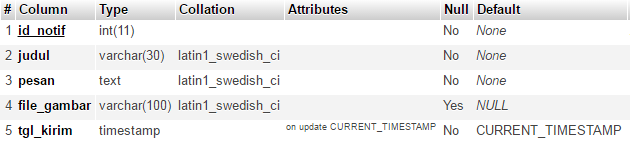 # Column Type Collation Attributes Null Default
1 id_notif int(11) No None
2 judul varchar(30) latin1_swedish_ci No None
3 pesan text latin1_swedish_ci No None
4 file_gambar varchar(100) latin1_swedish_ci Yes NULL
5 tgl_kirim timestamp on update CURRENT_TIMESTAMP No CURRENT_TIMESTAMP